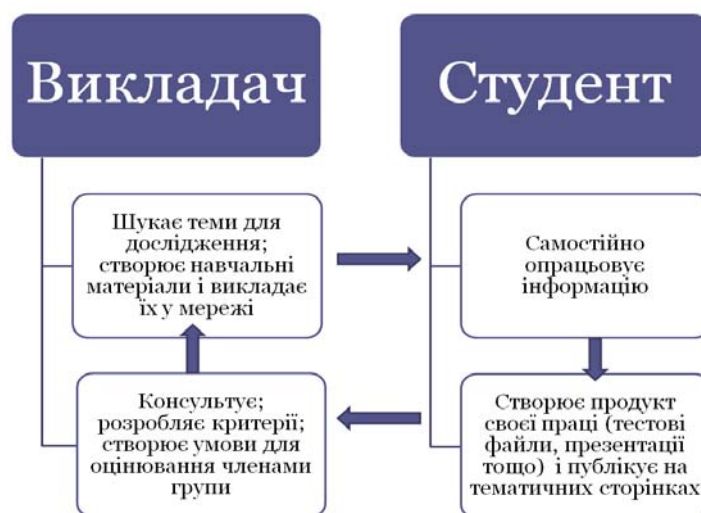 Викладач
Шукає теми для
дослідження;
створює навчальні
матеріали і викладає
їх у мережі
Консультує;
розробляє критерії;
створює умови для
оцінювання членами
групи
Студент
Самостійно
опрацьовує
інформацію
Створює продукт
своєї праці (тестові
файли, презентації
тощо) і публікує на
тематичних сторінках